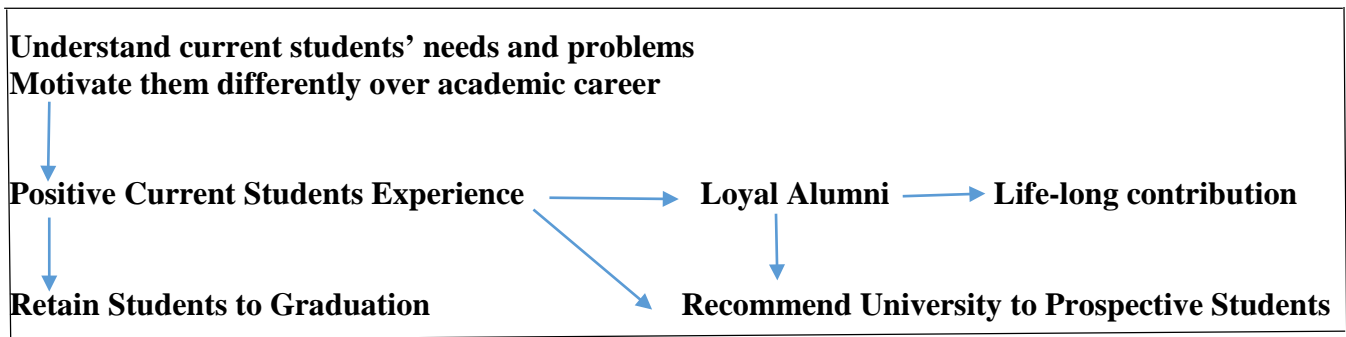 Understand current students’ needs and problems
Motivate them differently over academic career
Positive Current Students Experience Loyal Alumni Life-long contribution
Retain Students to Graduation Recommend University to Prospective Students